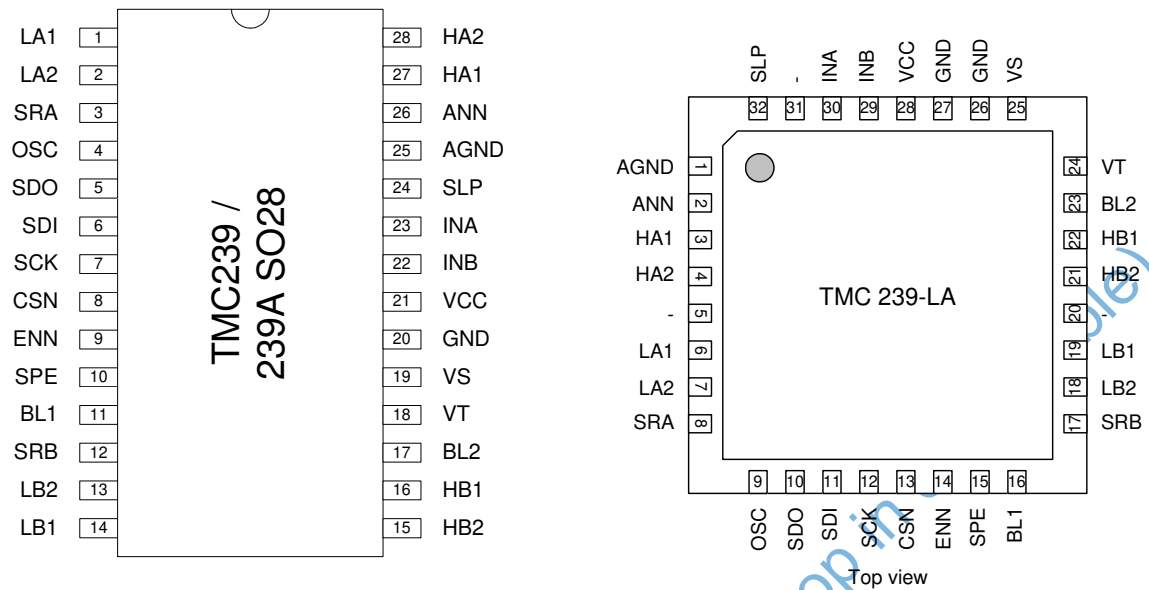 LA1 1
LA2 2
SRA 3
OSC 4
SDO 5
SDI 6
SCK 7
CSN 8
ENN 9
SPE 10
BL1 11
SRB 12
LB2 13
LB1 14
TMC239 /
239A SO28
28 HA2
27 HA1
26 ANN
25 AGND
24 SLP
23 INA
22 INB
21 VCC
20 GND
19 VS
18 VT
17 BL2
16 HB1
15 HB2
SLP - INA INB VCC GND GND VS
32 31 30 29 28 27 26 25
AGND 1
ANN 2
HA1 3
HA2 4
- 5
LA1 6
LA2 7
SRA 8
TMC 239-LA
24 VT
23 BL2
22 HB1
21 HB2
20 -
19 LB1
18 LB2
17 SRB
9 10 11 12 13 14 15 16
OSC SDO SDI SCK CSN ENN SPE BL1
Top view